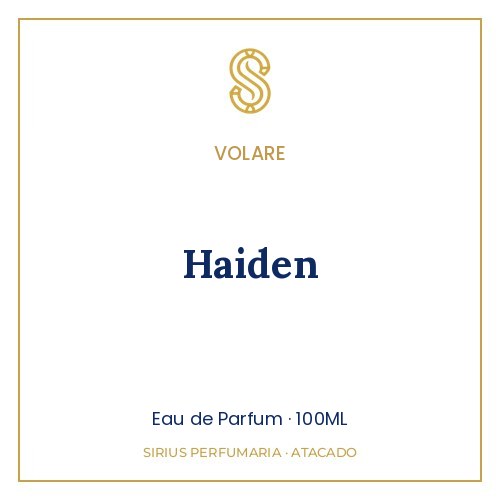 VOLARE
Haiden
Eau de Parfum · 100ML
SIRIUS PERFUMARIA · ATACADO